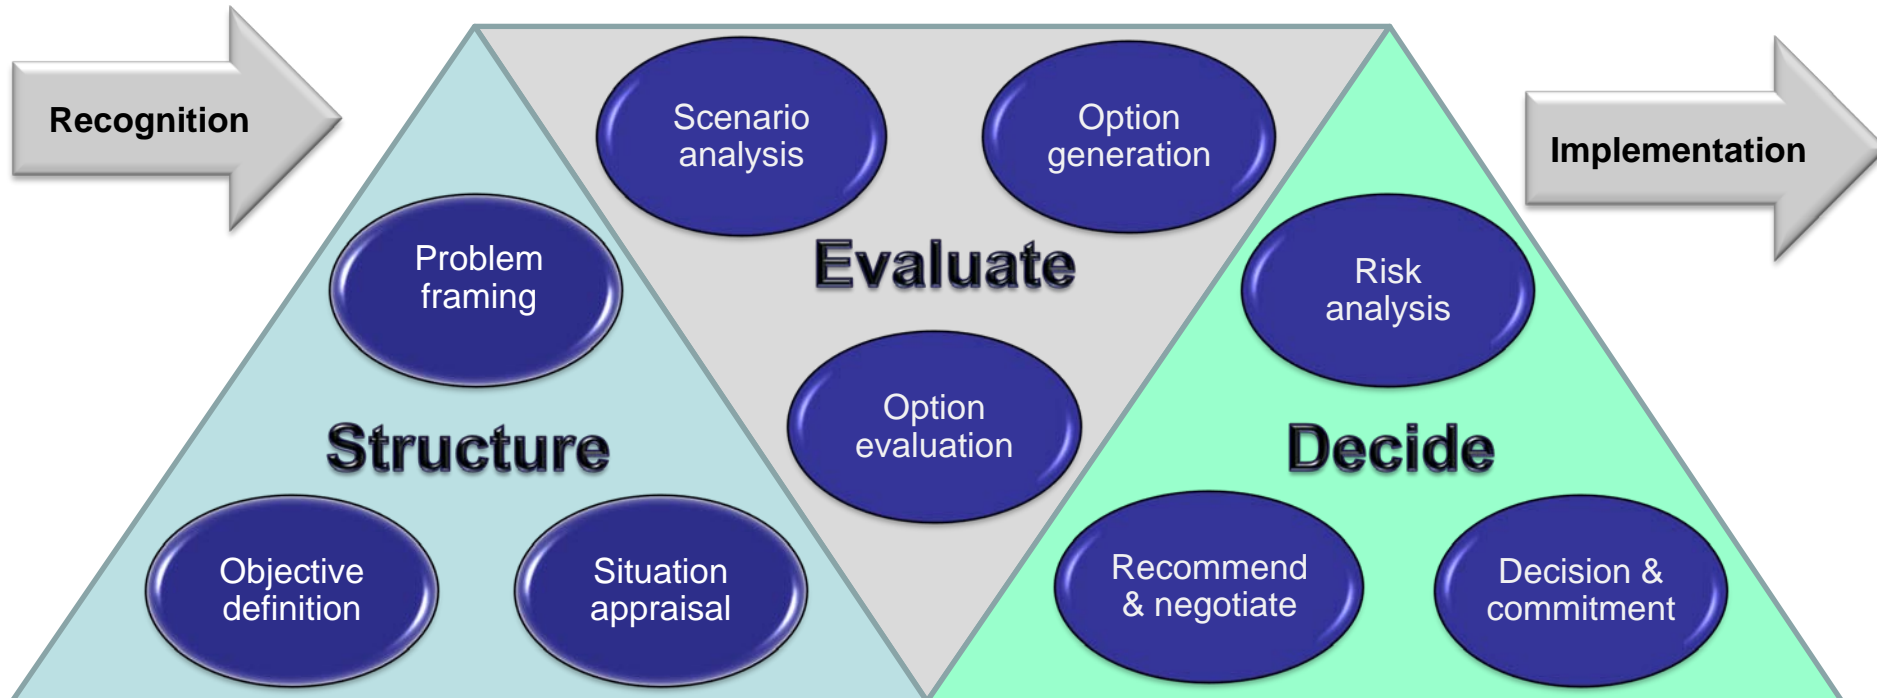 Recognition
Problem
framing
Structure
Objective
definition
Situation
appraisal
Scenario
analysis
Option
generation
Evaluate
Option
evaluation
Risk
analysis
Decide
Recommend
& negotiate
Decision &
commitment
Implementation